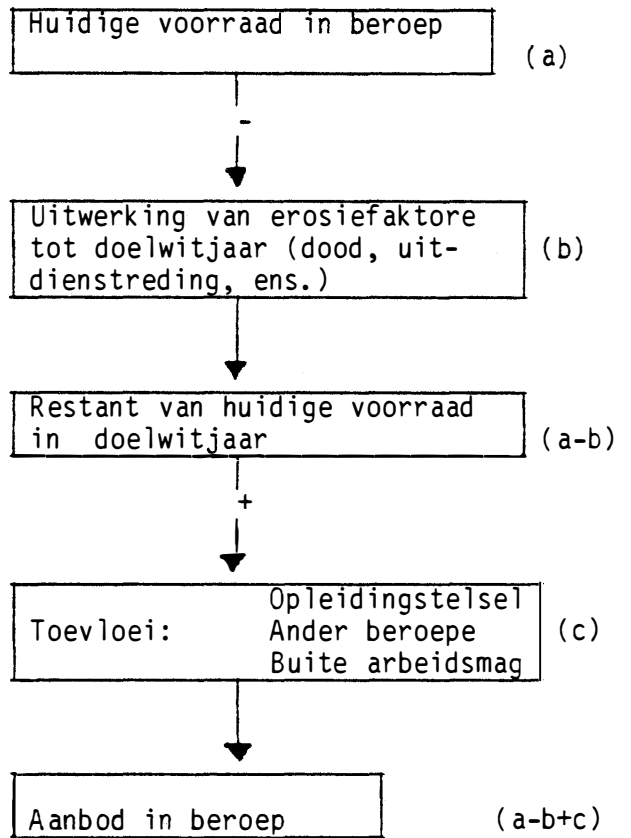 Huidige voorraad in beroep
(a)
-
Uitwerking van erosiefaktore
tot doelwitjaar (dood, uit-
dienstreding, ens.)
(b)
Restant van huidige voorraad
in doelwitjaar
(a-b)
+
Opleidingstelsel
Toevloei: Ander beroepe
Buite arbeidsmag
(c)
Aanbod in beroep
(a-b+c)